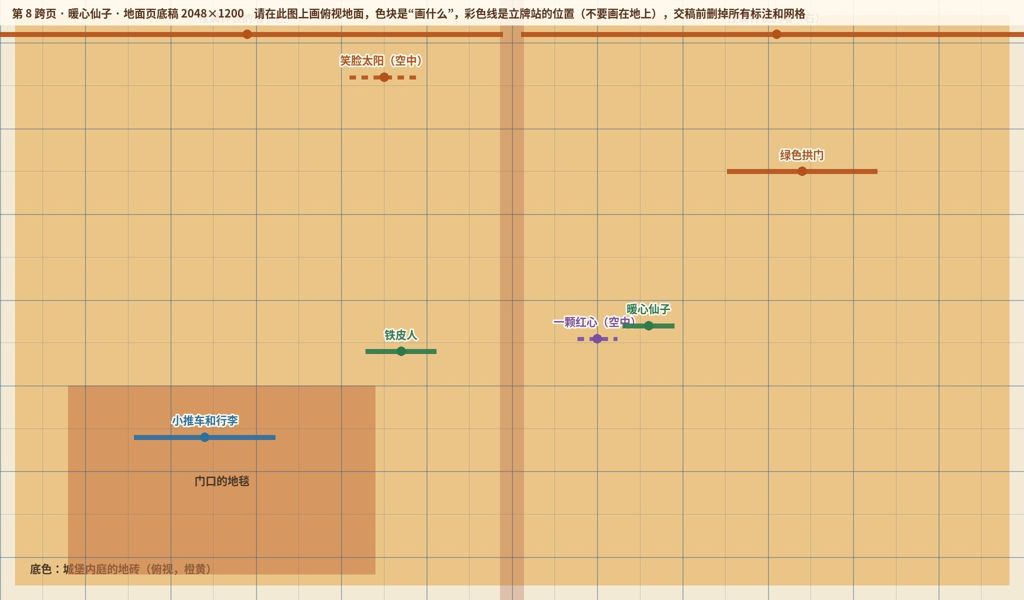 第 8 跨页 · 暖心仙子 · 地面页底稿 2048×1200 请在此图上画俯视地面，色块是“画什么”，彩色线是立牌站的位置（不要画在地上），交稿前删掉所有标注和网格
笑脸太阳（空中）
绿色拱门
暖心仙子
一颗红心（空中）
铁皮人
小推车和行李
门口的地毯
底色：城堡内庭的地砖（俯视，橙黄）